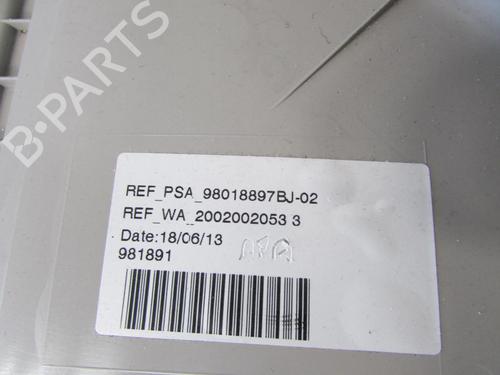 B-PARTS
REF_PSA_98018897BJ-02
REF_WA_2002002053 3
Date:18/06/13
981891